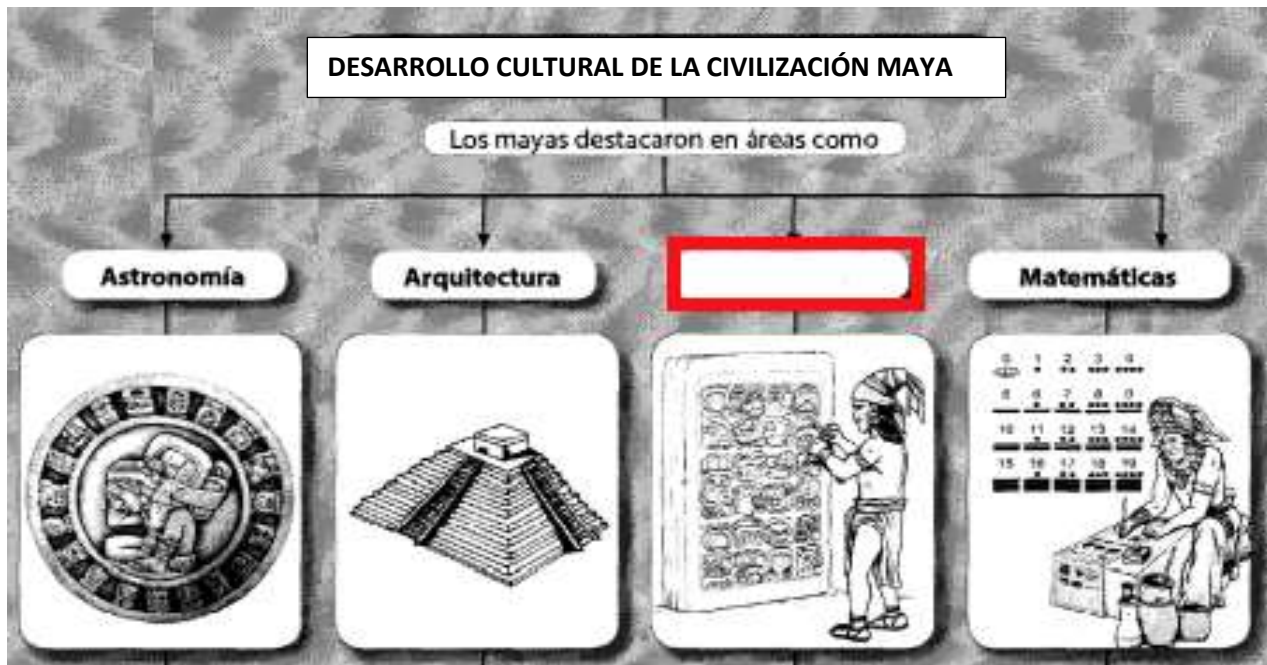 DESARROLLO CULTURAL DE LA CIVILIZACIÓN MAYA
Los mayas destacaron en áreas como
Astronomía
Arquitectura
Matemáticas
0 1 2 3 4
5 6 7 8 9
10 11 12 13 14
15 16 17 18 19